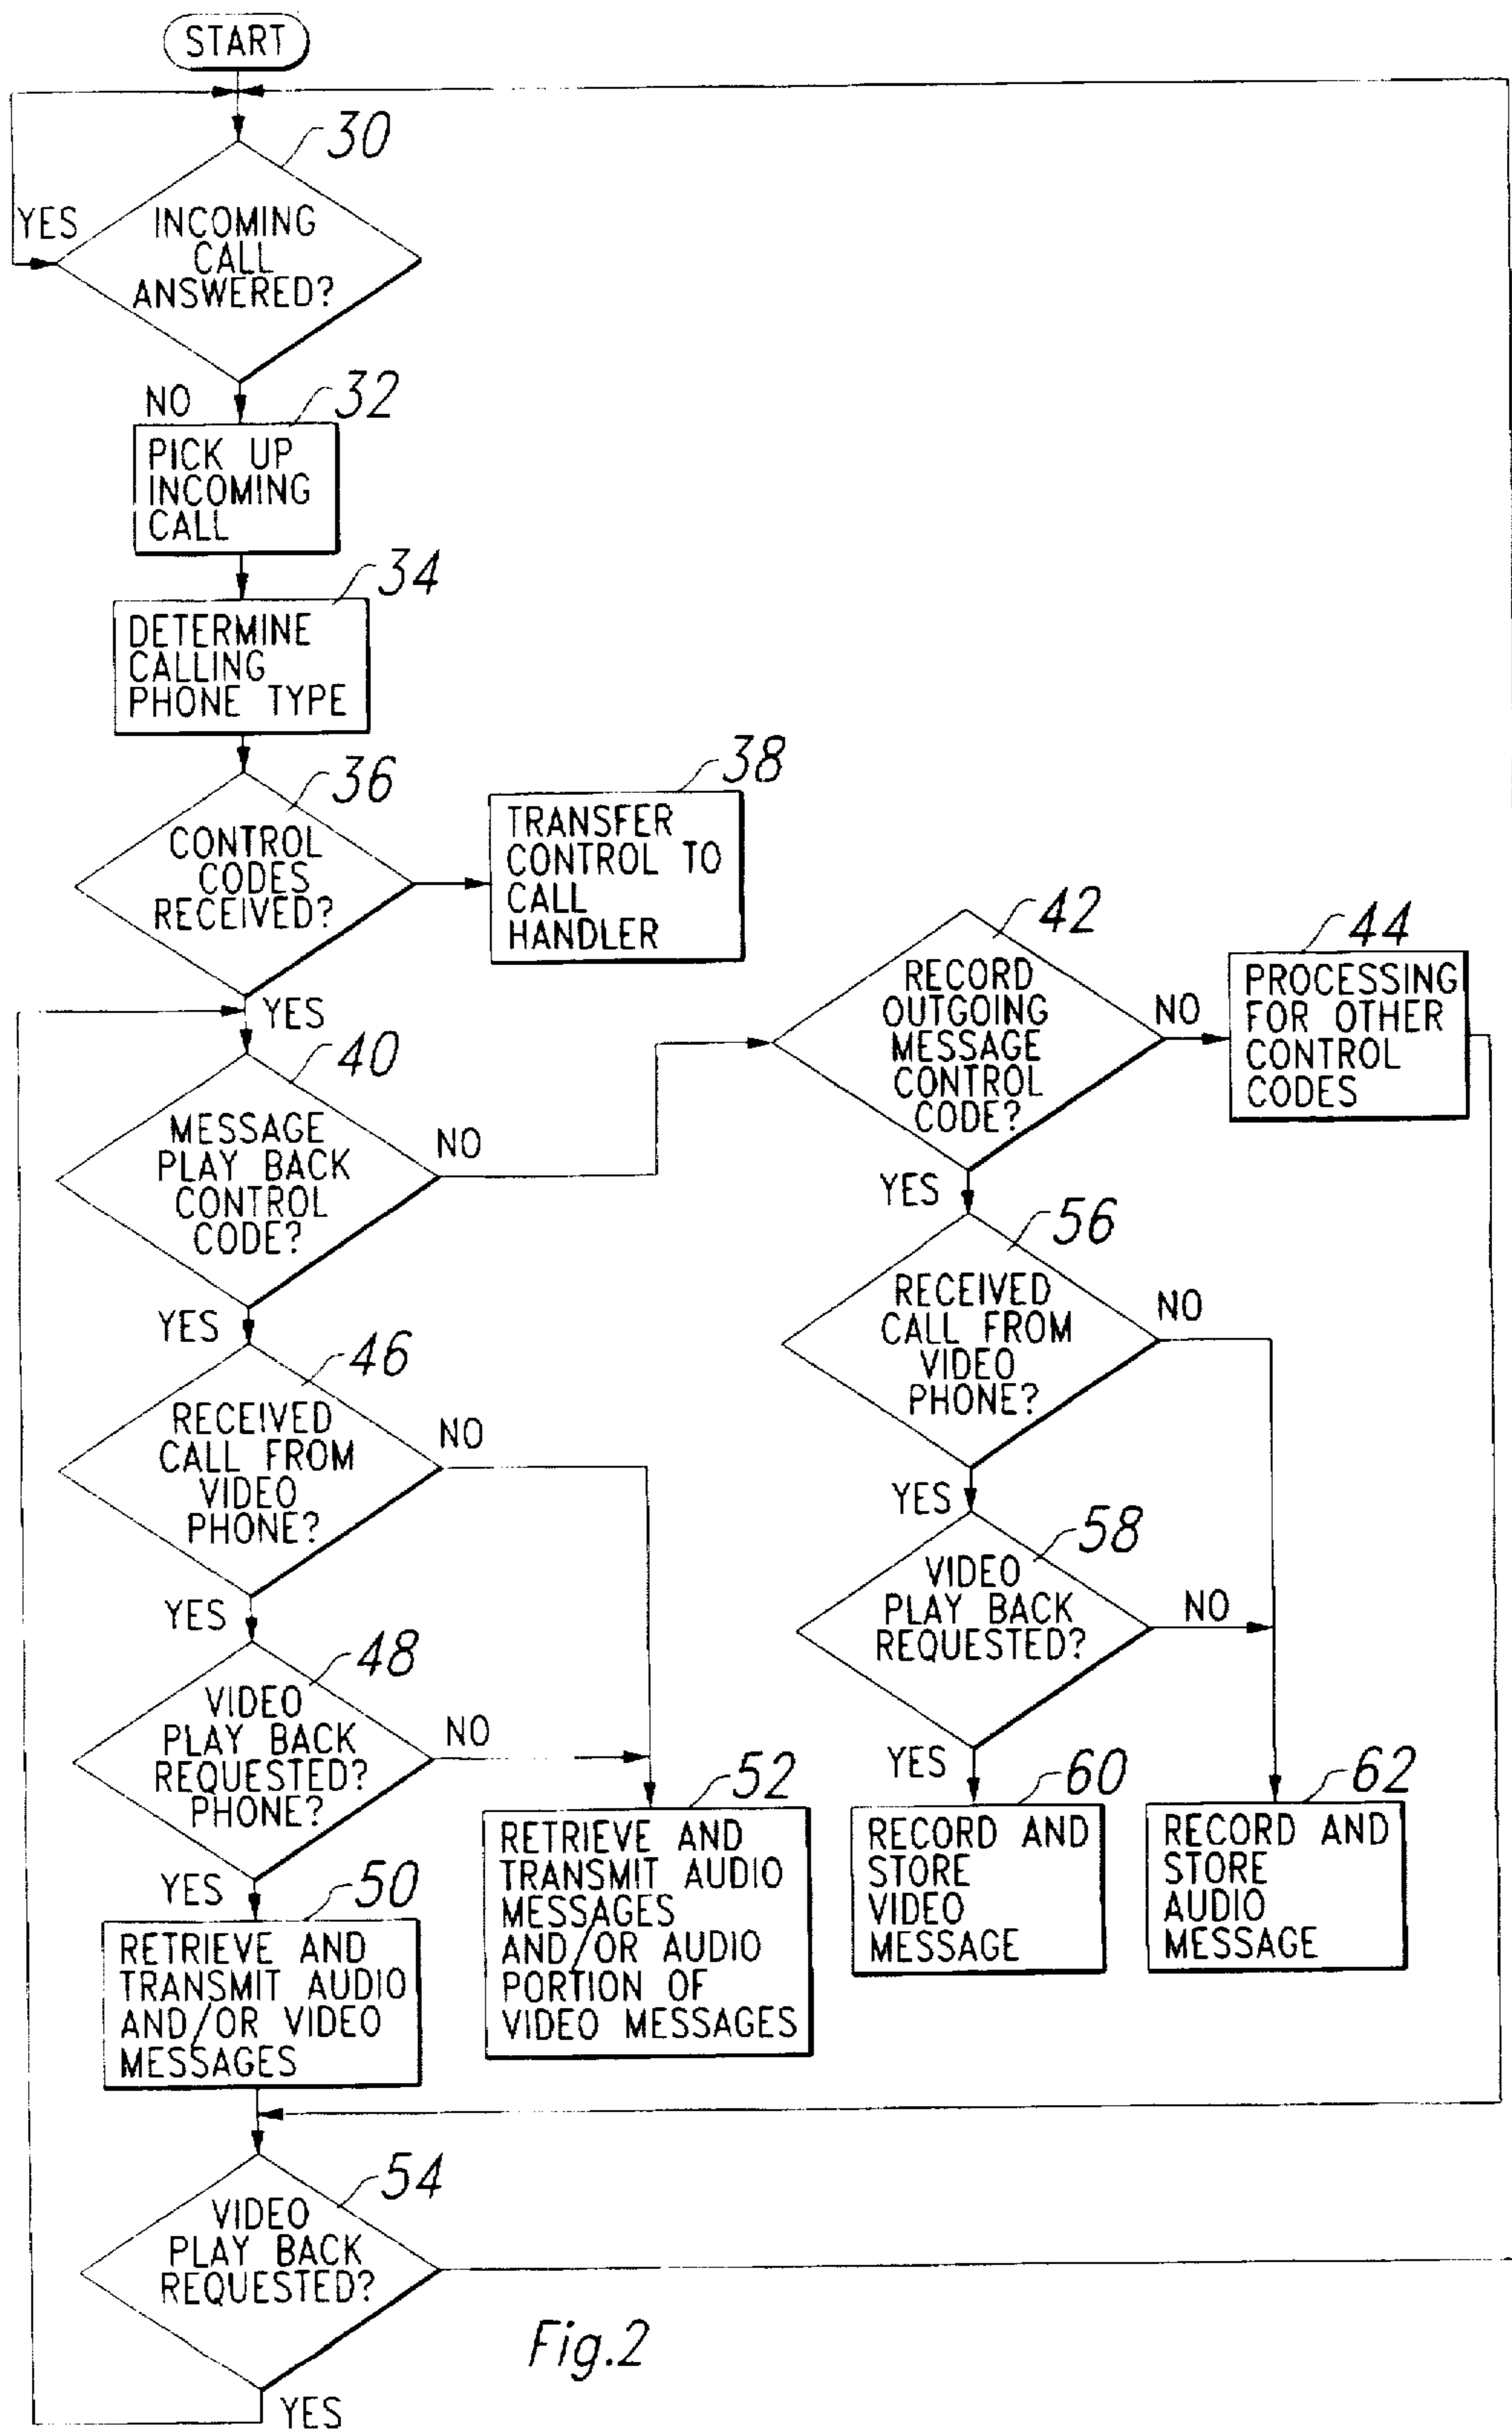 START
30
YES
INCOMING
CALL
ANSWERED?
NO
32
PICK UP
INCOMING
CALL
34
DETERMINE
CALLING
PHONE TYPE
36
CONTROL
CODES
RECEIVED?
38
TRANSFER
CONTROL TO
CALL
HANDLER
YES
40
MESSAGE
PLAY BACK
CONTROL
CODE?
NO
42
RECORD
OUTGOING
MESSAGE
CONTROL
CODE?
NO
44
PROCESSING
FOR OTHER
CONTROL
CODES
YES
46
RECEIVED
CALL FROM
VIDEO
PHONE?
NO
YES
48
VIDEO
PLAY BACK
REQUESTED?
PHONE?
NO
YES
50
RETRIEVE AND
TRANSMIT AUDIO
AND/OR VIDEO
MESSAGES
52
RETRIEVE AND
TRANSMIT AUDIO
MESSAGES
AND/OR AUDIO
PORTION OF
VIDEO MESSAGES
YES
56
RECEIVED
CALL FROM
VIDEO
PHONE?
NO
YES
58
VIDEO
PLAY BACK
REQUESTED?
NO
YES
60
RECORD AND
STORE
VIDEO
MESSAGE
62
RECORD AND
STORE
AUDIO
MESSAGE
54
VIDEO
PLAY BACK
REQUESTED?
YES
Fig.2